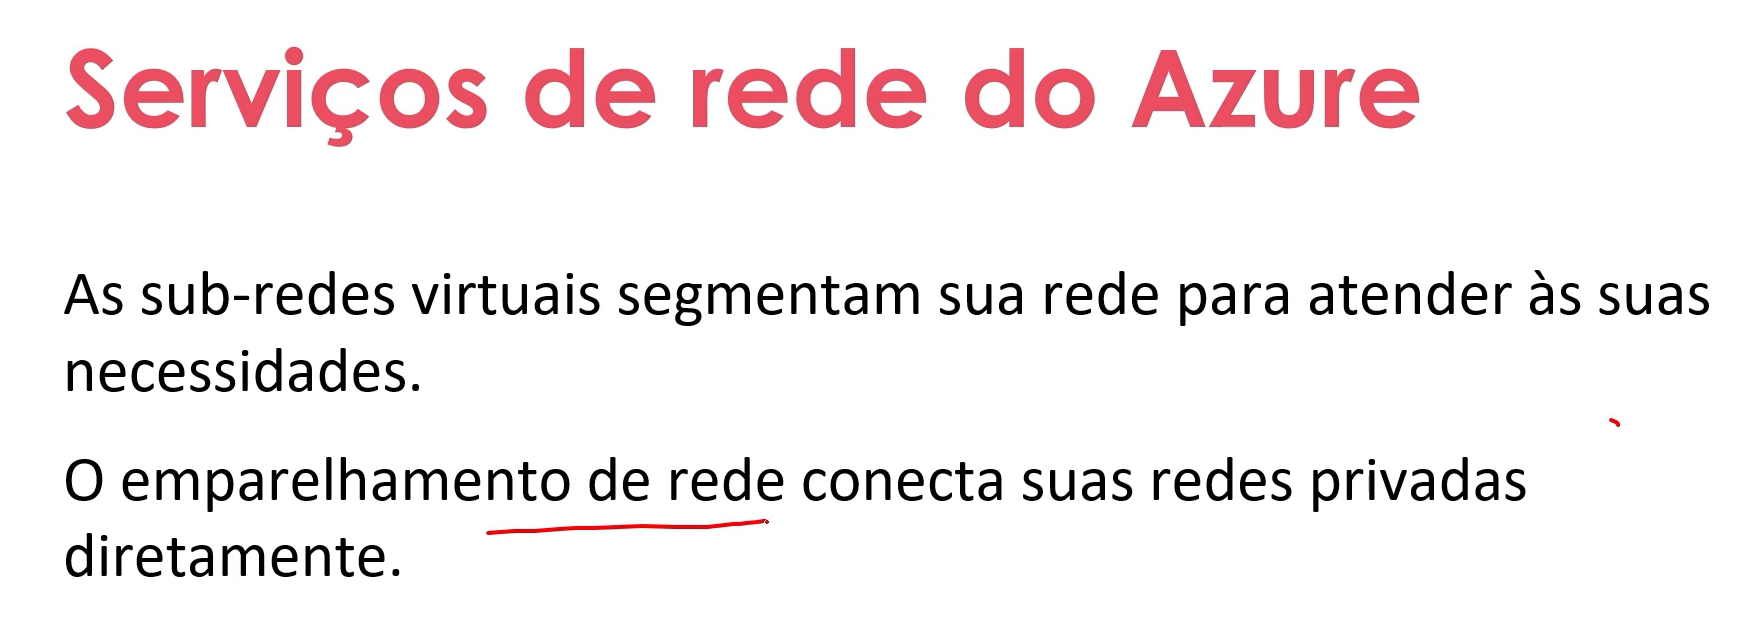 Serviços de rede do Azure
As sub-redes virtuais segmentam sua rede para atender às suas
necessidades.
O emparelhamento de rede conecta suas redes privadas
diretamente.